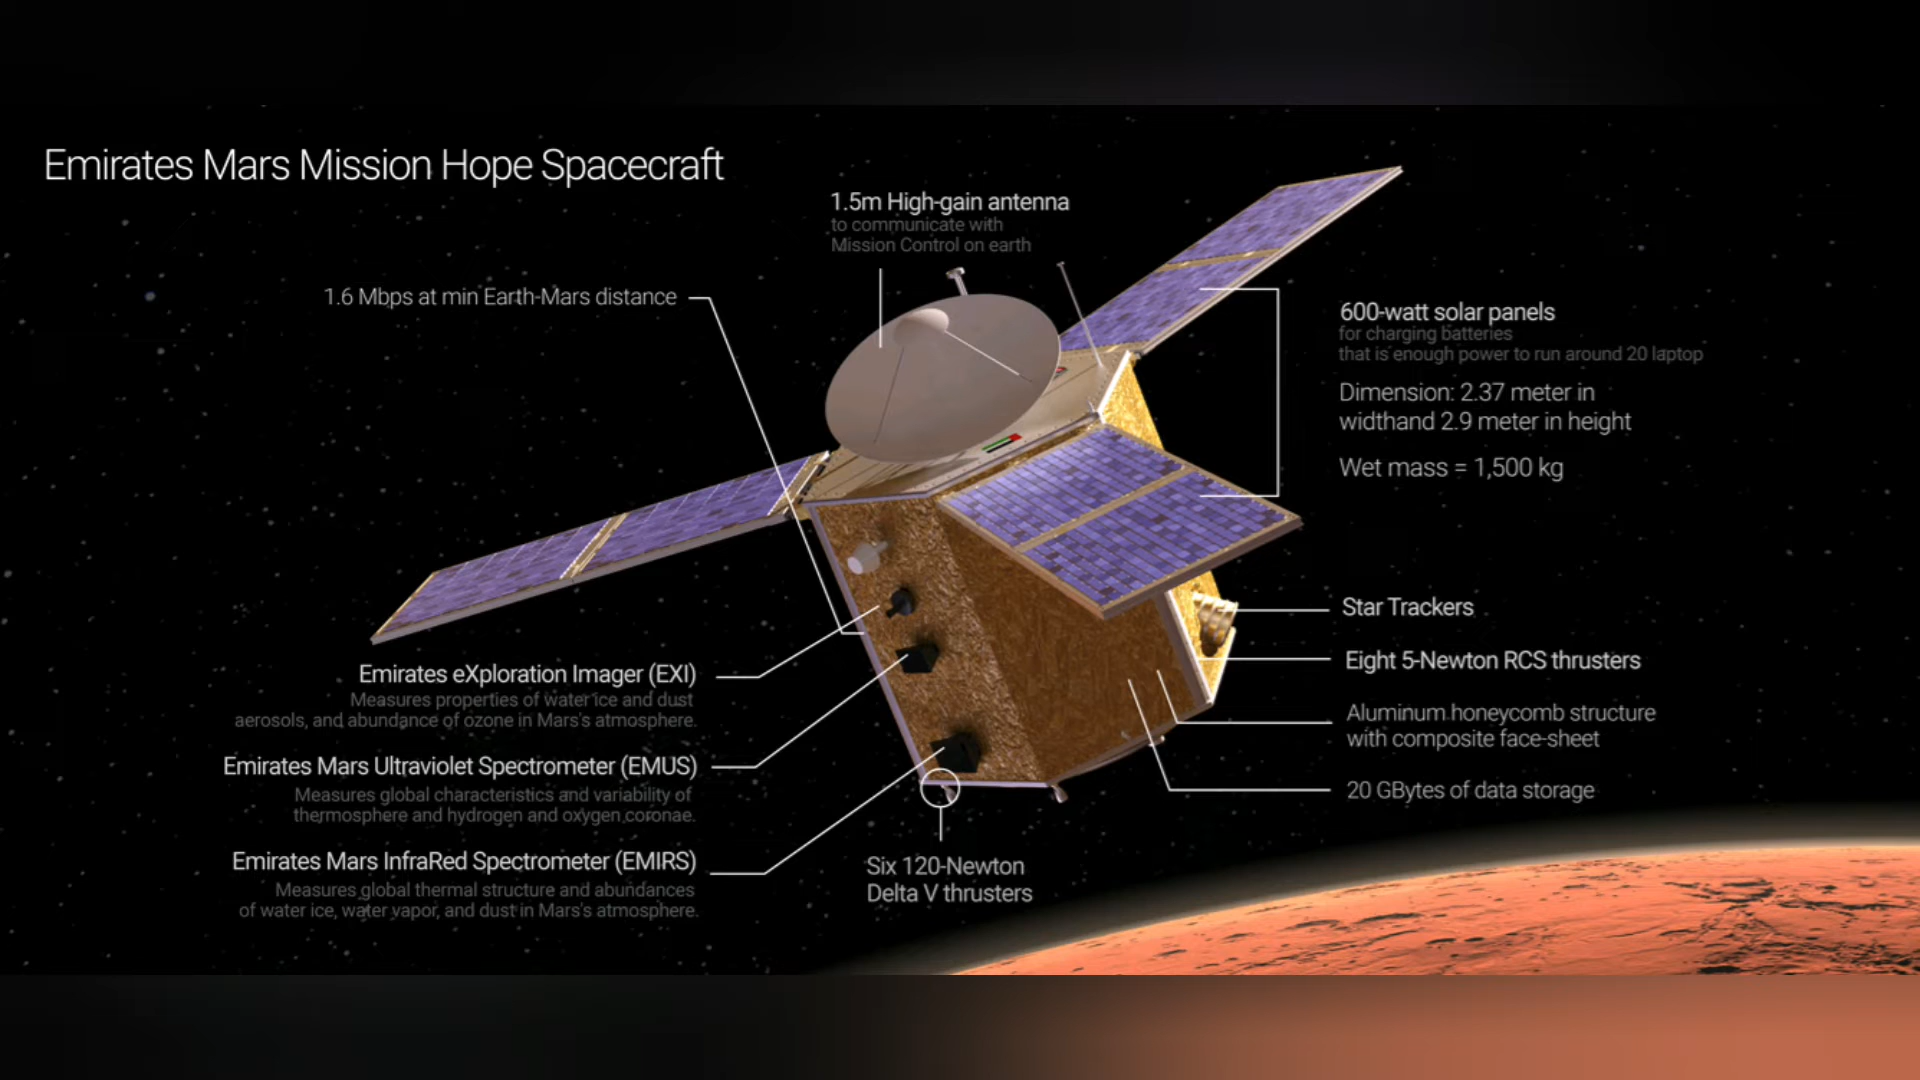 Emirates Mars Mission Hope Spacecraft
1.5m High-gain antenna
to communicate with
Mission Control on earth
1.6 Mbps at min Earth-Mars distance
600-watt solar panels
for charging batteries
that is enough power to run around 20 laptop
Dimension: 2.37 meter in
widthand 2.9 meter in height
Wet mass = 1,500 kg
Star Trackers
Eight 5-Newton RCS thrusters
Aluminum honeycomb structure
with composite face-sheet
20 GBytes of data storage
Emirates eXploration Imager (EXI)
Measures properties of water ice and dust
aerosols, and abundance of ozone in Mars's atmosphere.
Emirates Mars Ultraviolet Spectrometer (EMUS)
Measures global characteristics and variability of
thermosphere and hydrogen and oxygen coronae.
Emirates Mars InfraRed Spectrometer (EMIRS)
Measures global thermal structure and abundances
of water ice, water vapor, and dust in Mars's atmosphere.
Six 120-Newton
Delta V thrusters